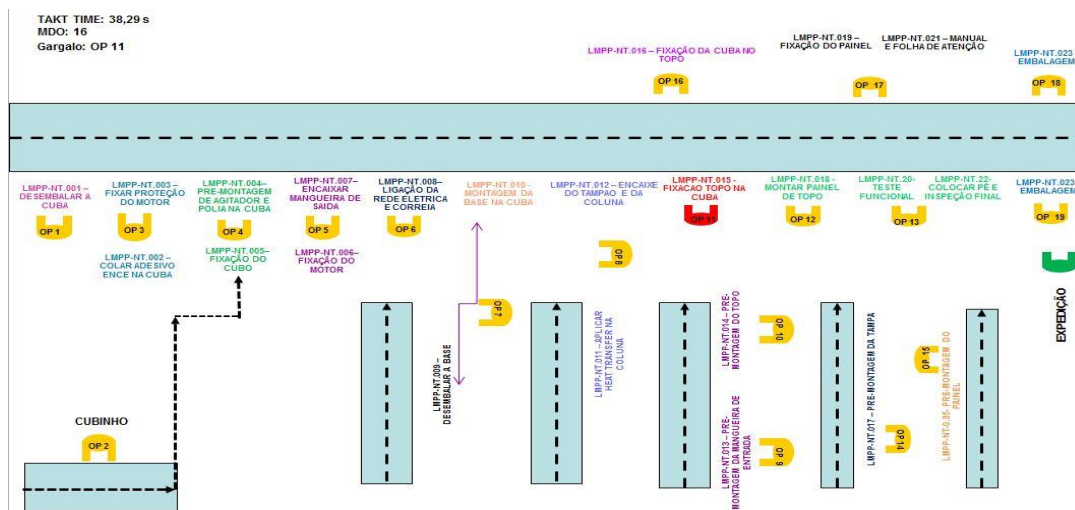 TAKT TIME: 38,29 s
MDO: 16
Gargalo: OP 11
LMPP-NT.016 – FIXAÇÃO DA CUBA NO
TOPO
LMPP-NT.019 –
FIXAÇÃO DO PAINEL
LMPP-NT.021 – MANUAL
E FOLHA DE ATENÇÃO
LMPP-NT.023
EMBALAGEM
OP 16
OP 17
OP 18
LMPP-NT.001 –
DESEMBALAR A
CUBA
OP 1
LMPP-NT.003 –
FIXAR PROTEÇÃO
DO MOTOR
OP 3
LMPP-NT.002 –
COLAR ADESIVO
ENCE NA CUBA
LMPP-NT.004–
PRE-MONTAGEM
DE AGITADOR E
POLIA NA CUBA
OP 4
LMPP-NT.005–
FIXAÇÃO DO
CUBO
LMPP-NT.007–
ENCAIXAR
MANGUEIRA DE
SAIDA
OP 5
LMPP-NT.006–
FIXAÇÃO DO
MOTOR
LMPP-NT.008–
LIGAÇÃO DA
REDE ELETRICA
E CORREIA
OP 6
LMPP-NT.010 -
MONTAGEM DA
BASE NA CUBA
LMPP-NT.012 – ENCAIXE
DO TAMPAO E DA
COLUNA
LMPP-NT.015 -
FIXACAO TOPO NA
CUBA
OP 11
LMPP-NT.018 -
MONTAR PAINEL
DE TOPO
OP 12
LMPP-NT.20-
TESTE
FUNCIONAL
OP 13
LMPP-NT.22-
COLOCAR PÉ E
INSPEÇÃO FINAL
LMPP-NT.023
EMBALAGEM
OP 19
EXPEDIÇÃO
OP 7
OP 8
LMPP-NT.009 –
DESEMBALAR A BASE
LMPP-NT.011 – APLICAR
HEAT TRANSFER NA
COLUNA
LMPP-NT.014 – PRE-
MONTAGEM DO TOPO
OP 10
LMPP-NT.013 – PRE-
MONTAGEM DA MANGUEIRA DE
ENTRADA
OP 9
LMPP-NT.017 – PRE-MONTAGEM DA TAMPA
OP 14
OP 15
LMPP-NT-0.35- PRE-MONTAGEM DO
PAINEL
CUBINHO
OP 2